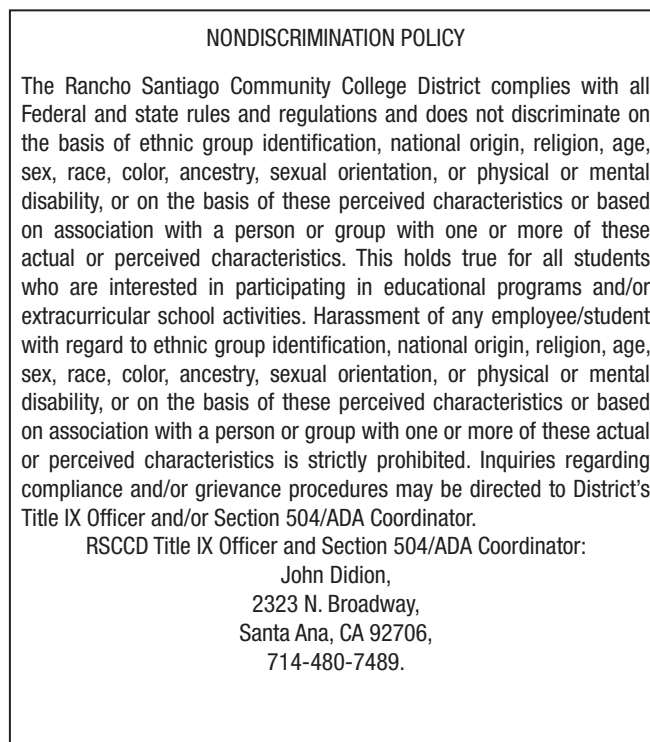 NONDISCRIMINATION POLICY
The Rancho Santiago Community College District complies with all
Federal and state rules and regulations and does not discriminate on
the basis of ethnic group identification, national origin, religion, age,
sex, race, color, ancestry, sexual orientation, or physical or mental
disability, or on the basis of these perceived characteristics or based
on association with a person or group with one or more of these
actual or perceived characteristics. This holds true for all students
who are interested in participating in educational programs and/or
extracurricular school activities. Harassment of any employee/student
with regard to ethnic group identification, national origin, religion, age,
sex, race, color, ancestry, sexual orientation, or physical or mental
disability, or on the basis of these perceived characteristics or based
on association with a person or group with one or more of these actual
or perceived characteristics is strictly prohibited. Inquiries regarding
compliance and/or grievance procedures may be directed to District’s
Title IX Officer and/or Section 504/ADA Coordinator.
RSCCD Title IX Officer and Section 504/ADA Coordinator:
John Didion,
2323 N. Broadway,
Santa Ana, CA 92706,
714-480-7489.